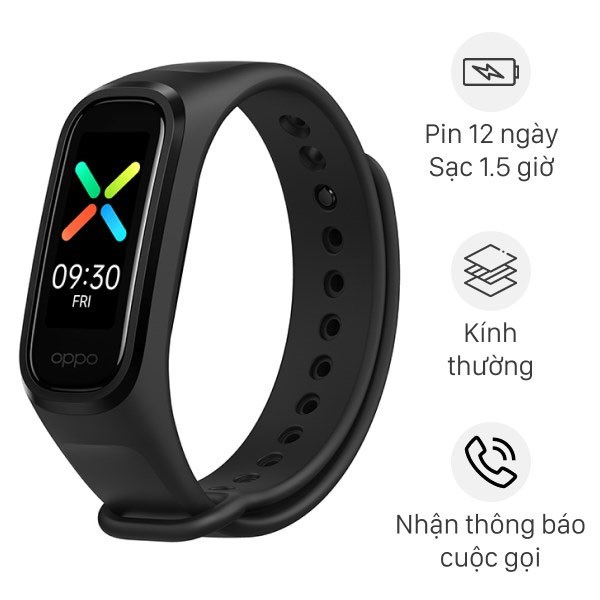 09:30
FRI
oppo
Pin 12 ngày
Sạc 1.5 giờ
Kính
thường
Nhận thông báo
cuộc gọi